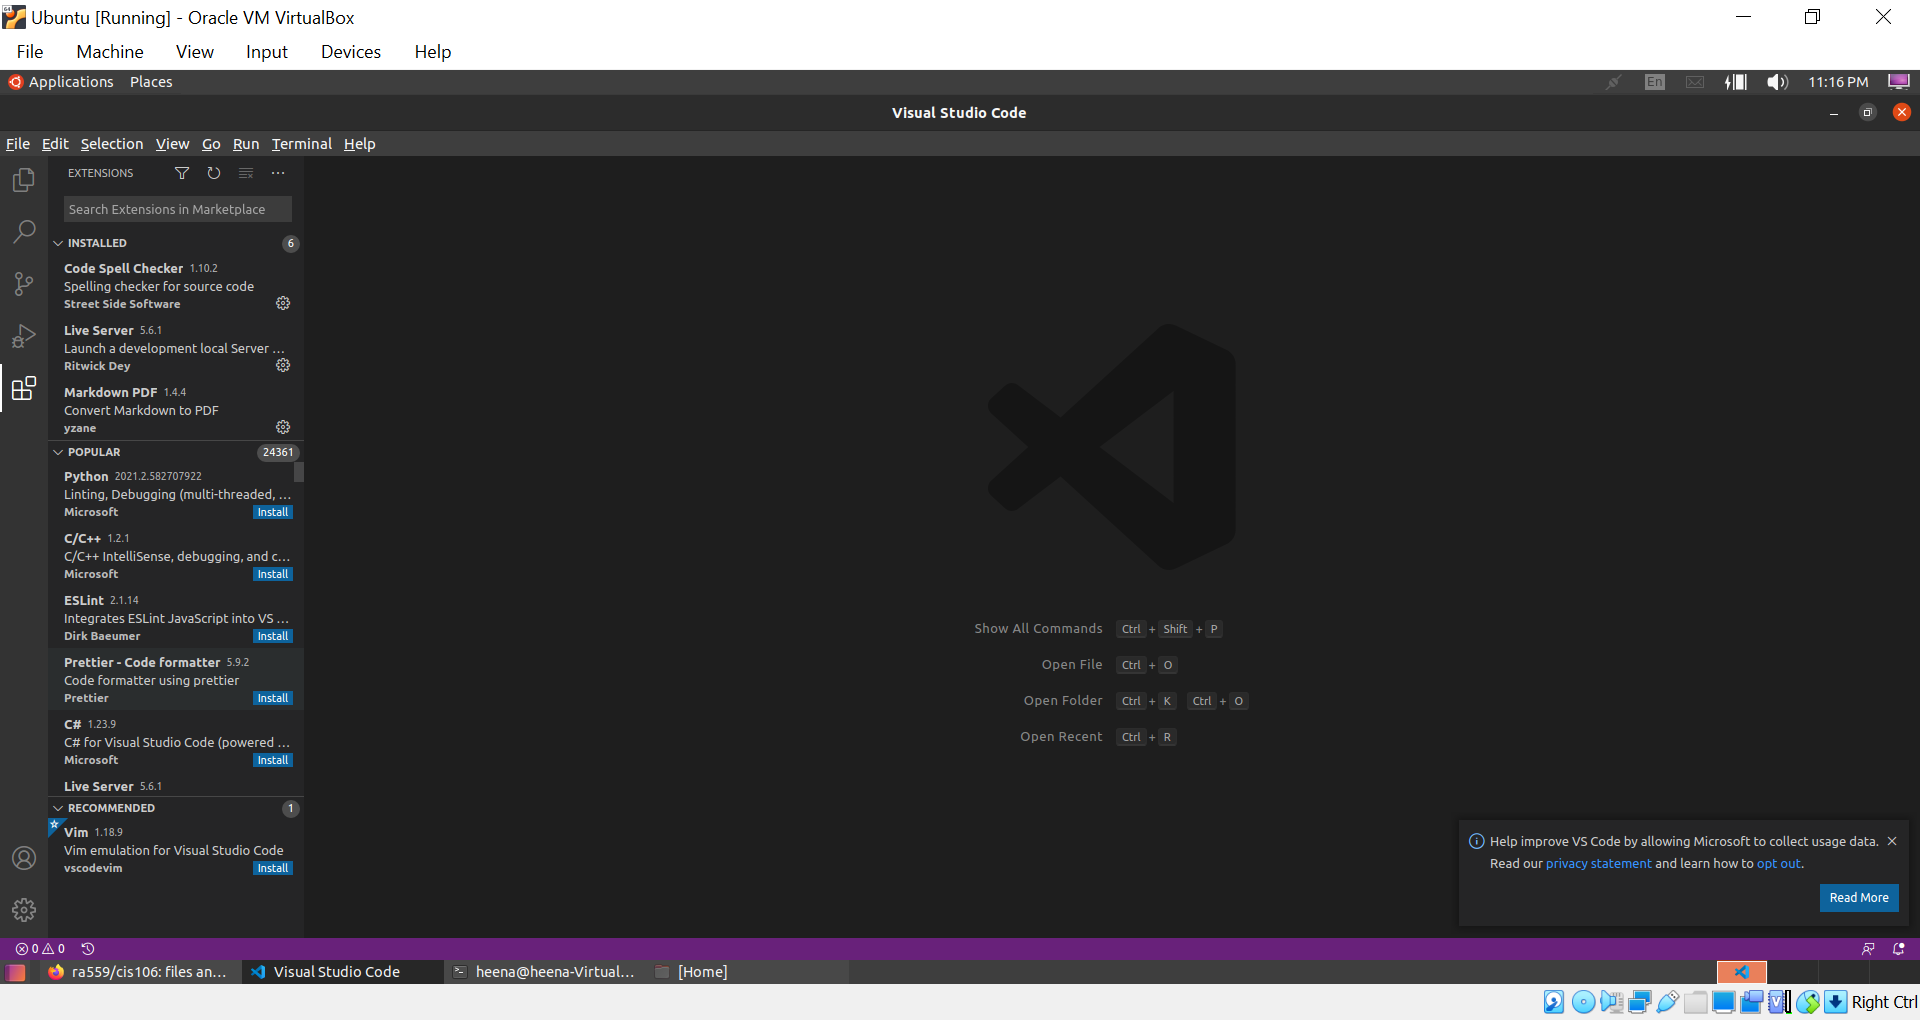 Ubuntu [Running] - Oracle VM VirtualBox
File Machine View Input Devices Help
Applications Places
En
11:16 PM
Visual Studio Code
File Edit Selection View Go Run Terminal Help
EXTENSIONS
Search Extensions in Marketplace
INSTALLED 6
Code Spell Checker 1.10.2
Spelling checker for source code
Street Side Software
Live Server 5.6.1
Launch a development local Server ...
Ritwick Dey
Markdown PDF 1.4.4
Convert Markdown to PDF
yzane
POPULAR 24361
Python 2021.2.582707922
Linting, Debugging (multi-threaded, ...
Microsoft Install
C/C++ 1.2.1
C/C++ IntelliSense, debugging, and c...
Microsoft Install
ESLint 2.1.14
Integrates ESLint JavaScript into VS ...
Dirk Baeumer Install
Prettier - Code formatter 5.9.2
Code formatter using prettier
Prettier Install
C# 1.23.9
C# for Visual Studio Code (powered ...
Microsoft Install
Live Server 5.6.1
RECOMMENDED 1
Vim 1.18.9
Vim emulation for Visual Studio Code
vscodevim Install
Show All Commands Ctrl + Shift + P
Open File Ctrl + O
Open Folder Ctrl + K Ctrl + O
Open Recent Ctrl + R
Help improve VS Code by allowing Microsoft to collect usage data.
Read our privacy statement and learn how to opt out.
Read More
0 0
ra559/cis106: files an...
Visual Studio Code
heena@heena-Virtual...
[Home]
Right Ctrl